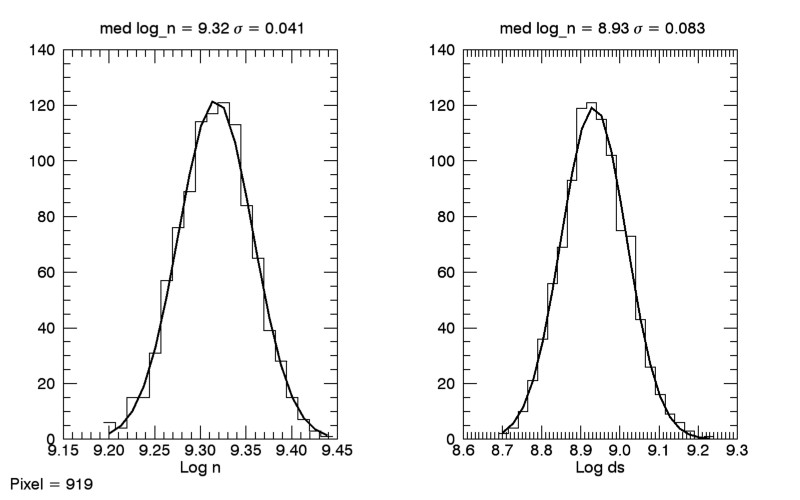 med log_n = 9.32 σ = 0.041
140
120
100
80
60
40
20
0
9.15 9.20 9.25 9.30 9.35 9.40 9.45
Log n
med log_n = 8.93 σ = 0.083
140
120
100
80
60
40
20
0
8.6 8.7 8.8 8.9 9.0 9.1 9.2 9.3
Log ds
Pixel = 919